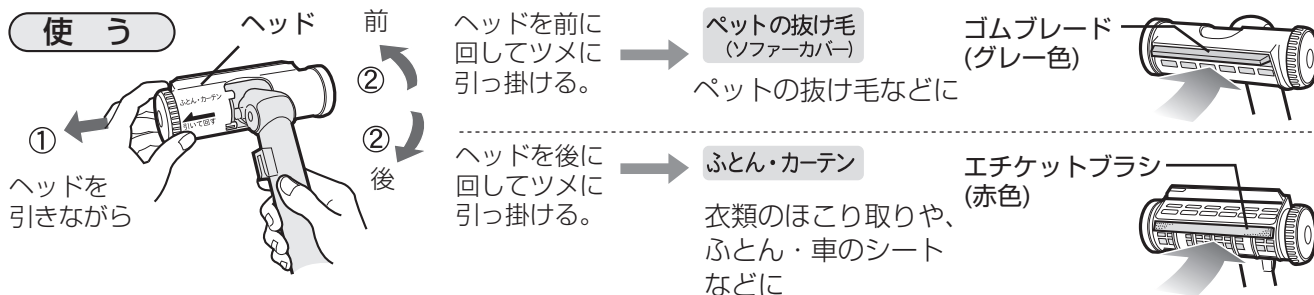 使う
ヘッド
前
②
②
後
①
ヘッドを
引きながら
ふとん・カーテン
引いて回す
ヘッドを前に
回してツメに
引っ掛ける。
ペットの抜け毛
(ソファーカバー)
ペットの抜け毛などに
ゴムブレード
(グレー色)
ヘッドを後に
回してツメに
引っ掛ける。
ふとん・カーテン
衣類のほこり取りや、
ふとん・車のシート
などに
エチケットブラシ
(赤色)